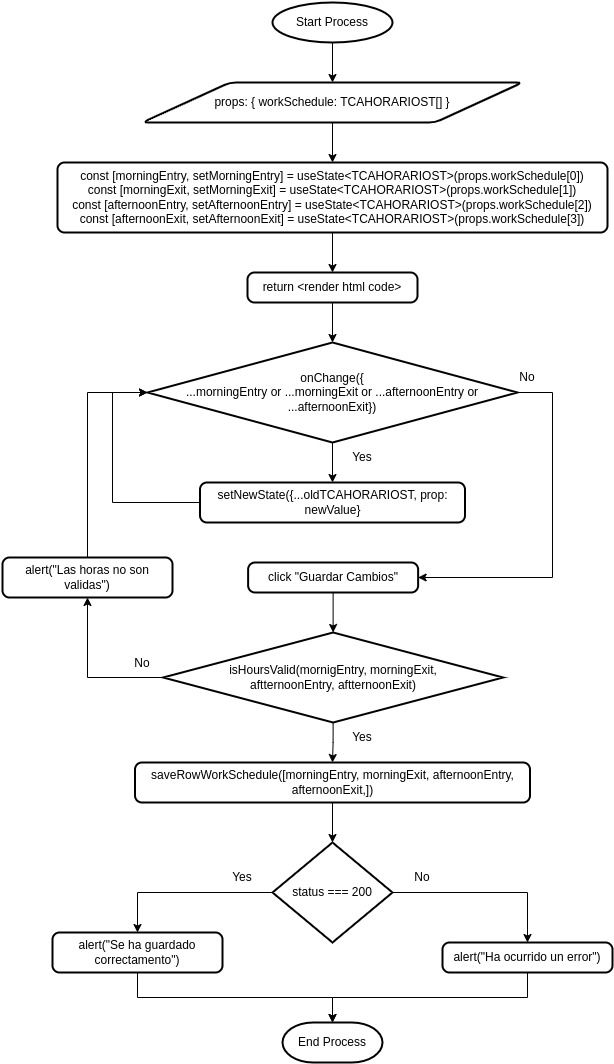 Start Process
props: { workSchedule: TCAHORARIOST[] }
const [morningEntry, setMorningEntry] = useState<TCAHORARIOST>(props.workSchedule[0])
const [morningExit, setMorningExit] = useState<TCAHORARIOST>(props.workSchedule[1])
const [afternoonEntry, setAfternoonEntry] = useState<TCAHORARIOST>(props.workSchedule[2])
const [afternoonExit, setAfternoonExit] = useState<TCAHORARIOST>(props.workSchedule[3])
return <render html code>
onChange({
...morningEntry or ...morningExit or ...afternoonEntry or
...afternoonExit})
No
Yes
setNewState({...oldTCAHORARIOST, prop:
newValue}
alert("Las horas no son
validas")
click "Guardar Cambios"
isHoursValid(mornigEntry, morningExit,
aftternoonEntry, aftternoonExit)
No
Yes
saveRowWorkSchedule([morningEntry, morningExit, afternoonEntry,
afternoonExit,])
status === 200
Yes
No
alert("Se ha guardado
correctamento")
alert("Ha ocurrido un error")
End Process